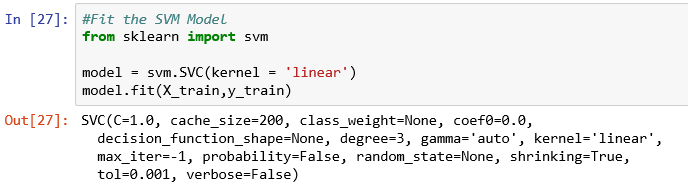 In [27]: #Fit the SVM Model
from sklearn import svm
model = svm.SVC(kernel = 'linear')
model.fit(X_train,y_train)
Out[27]: SVC(C=1.0, cache_size=200, class_weight=None, coef0=0.0,
decision_function_shape=None, degree=3, gamma='auto', kernel='linear',
max_iter=-1, probability=False, random_state=None, shrinking=True,
tol=0.001, verbose=False)